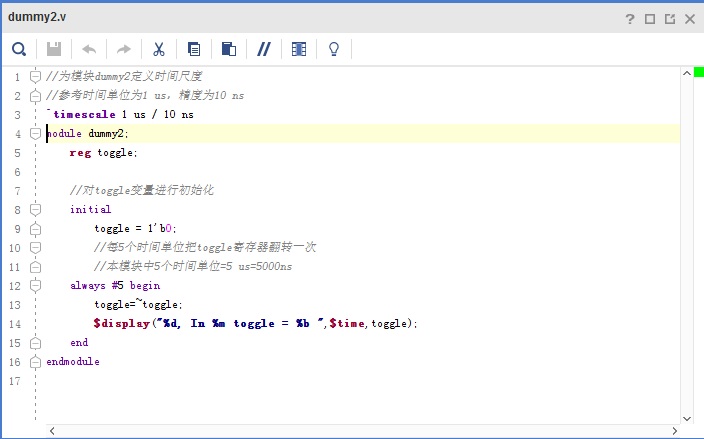 dummy2.v
1 //为模块dummy2定义时间尺度
2 //参考时间单位为1 us，精度为10 ns
3 `timescale 1 us / 10 ns
4 module dummy2;
5 reg toggle;
6
7 //对toggle变量进行初始化
8 initial
9 toggle = 1'b0;
10 //每5个时间单位把toggle寄存器翻转一次
11 //本模块中5个时间单位=5 us=5000ns
12 always #5 begin
13 toggle=~toggle;
14 $display("%d, In %m toggle = %b ",$time,toggle);
15 end
16 endmodule
17